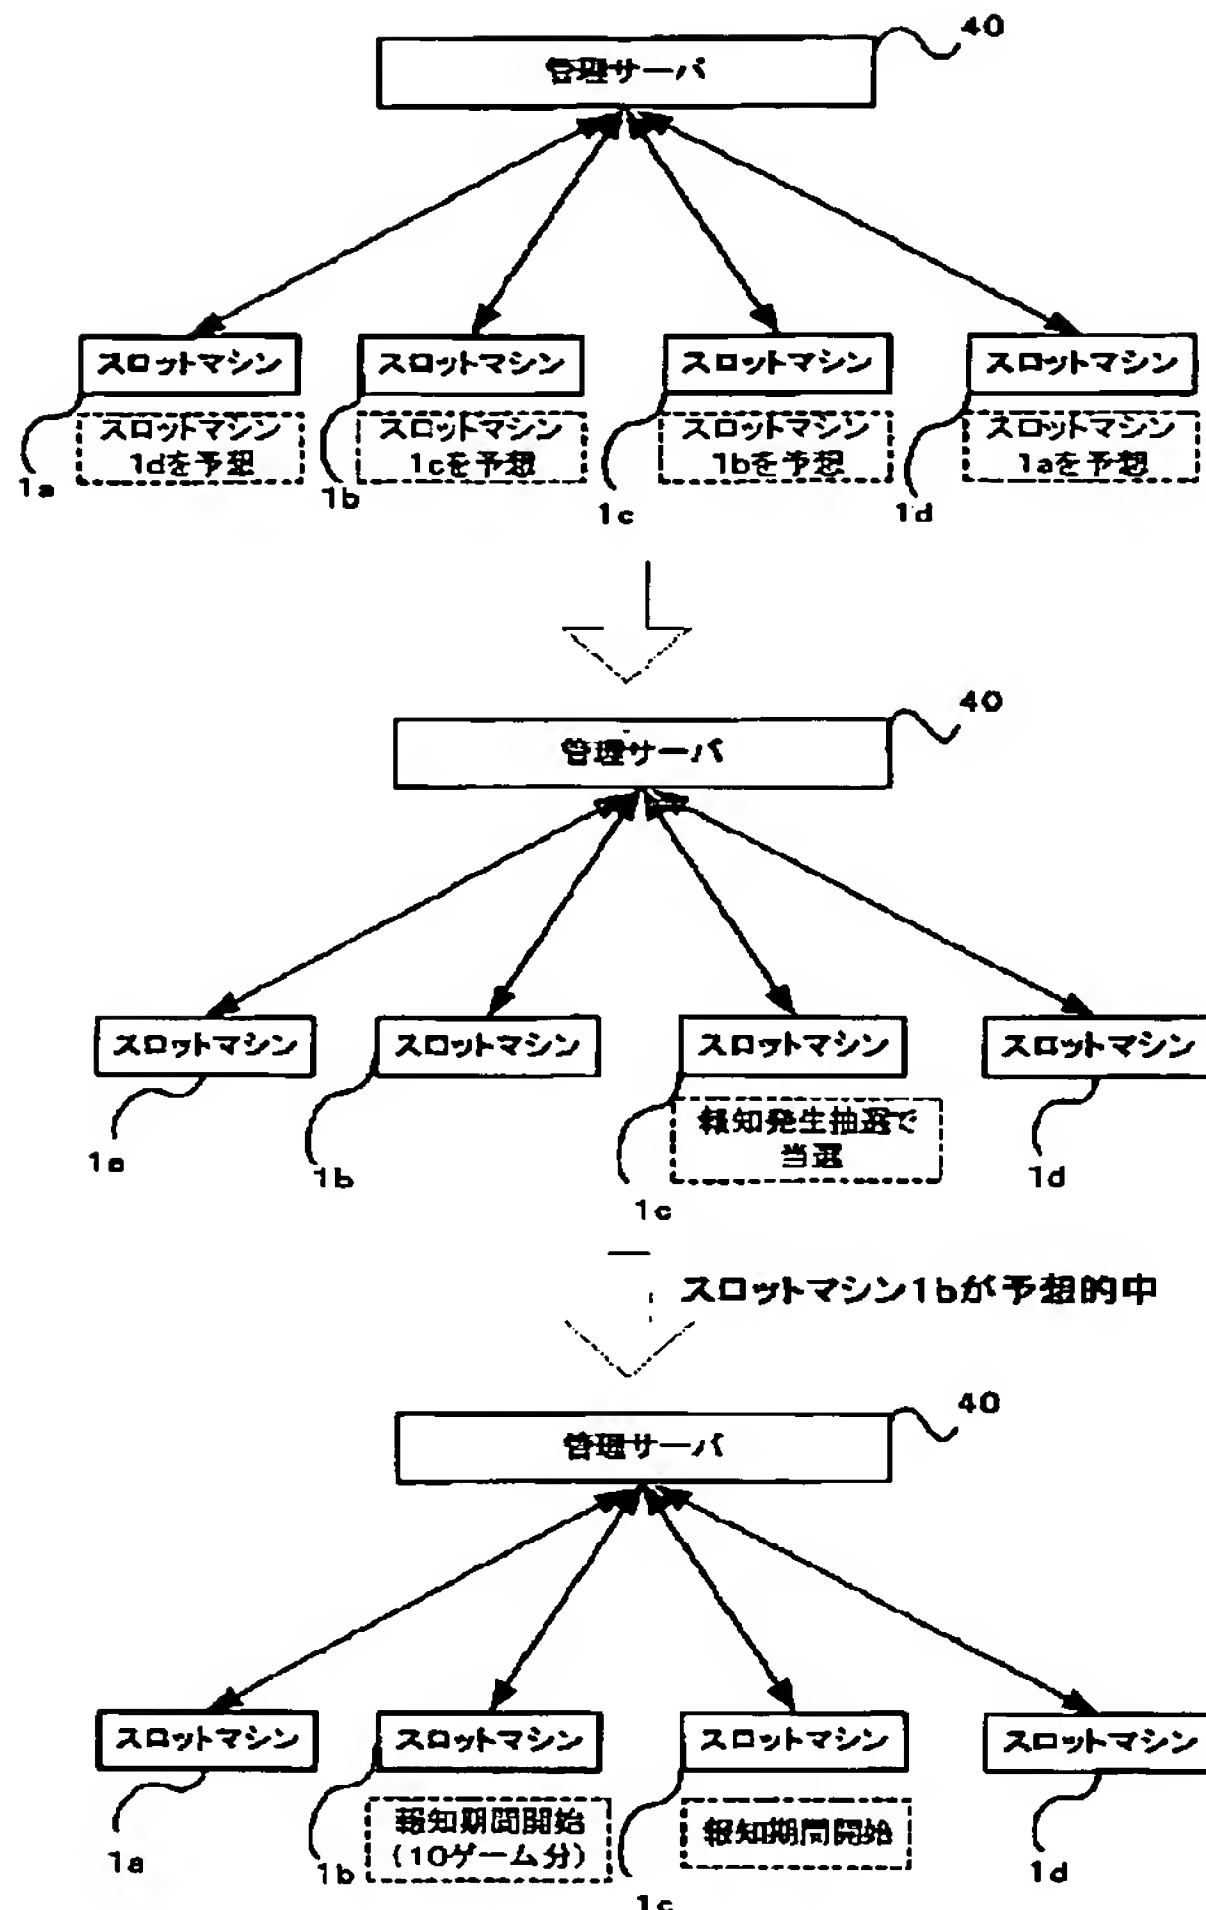 40
管理サーバ
スロットマシン
スロットマシン
スロットマシン
スロットマシン
スロットマシン
1dを予想
スロットマシン
1cを予想
スロットマシン
1bを予想
スロットマシン
1aを予想
1a
1b
1c
1d
40
管理サーバ
スロットマシン
スロットマシン
スロットマシン
スロットマシン
報知発生抽選で
当選
1a
1b
1c
1d
スロットマシン1bが予想的中
40
管理サーバ
スロットマシン
スロットマシン
スロットマシン
スロットマシン
報知期間開始
(10ゲーム分)
報知期間開始
1a
1b
1c
1d